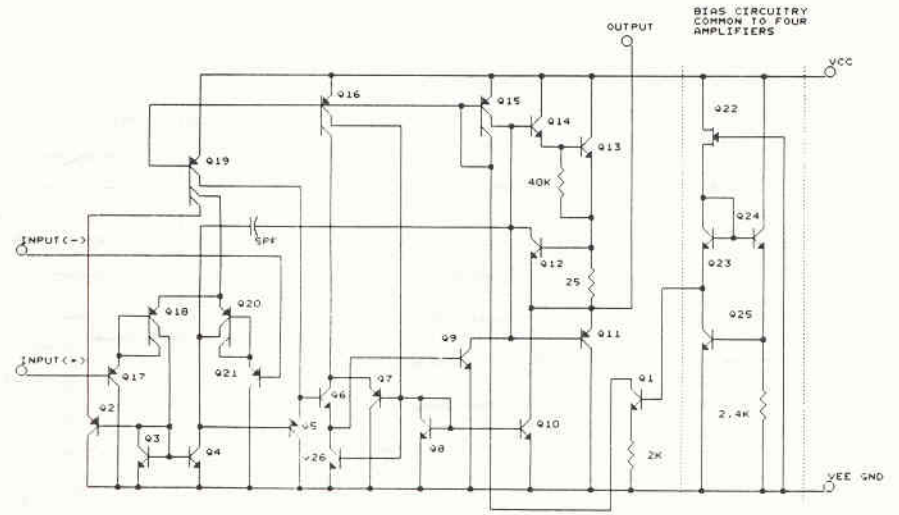 BIAS CIRCUITRY
COMMON TO FOUR
AMPLIFIERS
OUTPUT
VCC
Q16
Q15
Q14
Q13
Q22
Q19
40K
Q24
INPUT(-)
5PF
Q12
Q23
25
Q18
Q20
Q11
Q25
Q9
INPUT(+)
Q17
Q21
Q1
Q2
Q6
Q7
2.4K
Q3
Q4
Q5
Q8
Q10
2K
VEE GND